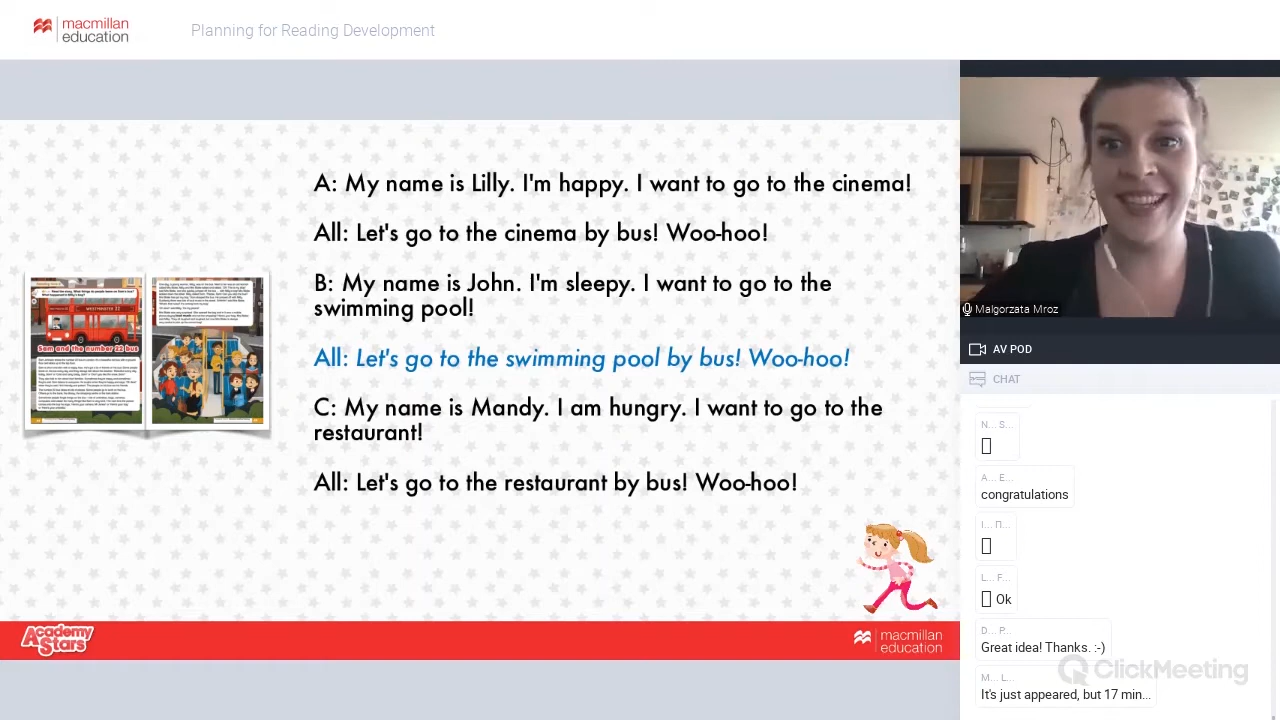 macmillan
education
Planning for Reading Development
A: My name is Lilly. I'm happy. I want to go to the cinema!
All: Let's go to the cinema by bus! Woo-hoo!
B: My name is John. I'm sleepy. I want to go to the
swimming pool!
All: Let's go to the swimming pool by bus! Woo-hoo!
C: My name is Mandy. I am hungry. I want to go to the
restaurant!
All: Let's go to the restaurant by bus! Woo-hoo!
Sam and the number 22 bus
Academy
Stars
macmillan
education
Malgorzata Mroz
AV POD
CHAT
N... S...
A... E...
congratulations
I... П...
L... F...
Ok
D... P...
Great idea! Thanks. :-)
M... L...
It's just appeared, but 17 min...
ClickMeeting